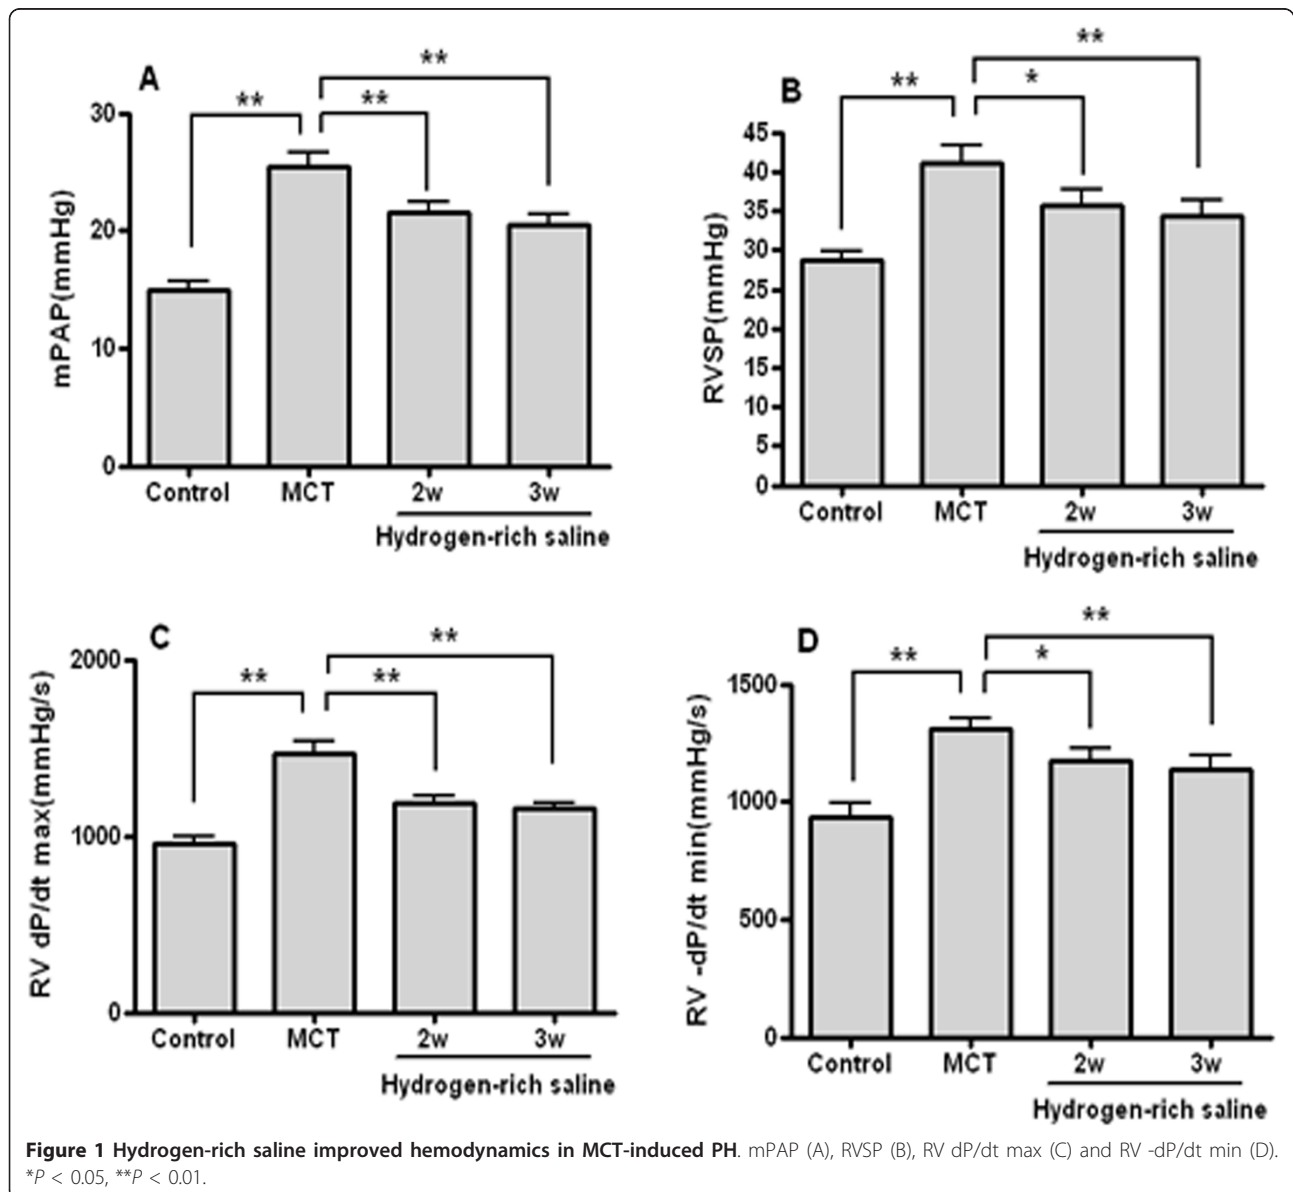 A
**
**
**
30
20
10
0
mPAP(mmHg)
Control MCT 2w 3w
Hydrogen-rich saline
B
**
**
*
45
40
35
30
25
20
15
10
5
0
RVSP(mmHg)
Control MCT 2w 3w
Hydrogen-rich saline
C
**
**
**
2000
1000
0
RV dP/dt max(mmHg/s)
Control MCT 2w 3w
Hydrogen-rich saline
D
**
**
*
1500
1000
500
0
RV -dP/dt min(mmHg/s)
Control MCT 2w 3w
Hydrogen-rich saline
Figure 1 Hydrogen-rich saline improved hemodynamics in MCT-induced PH. mPAP (A), RVSP (B), RV dP/dt max (C) and RV -dP/dt min (D).
*P < 0.05, **P < 0.01.